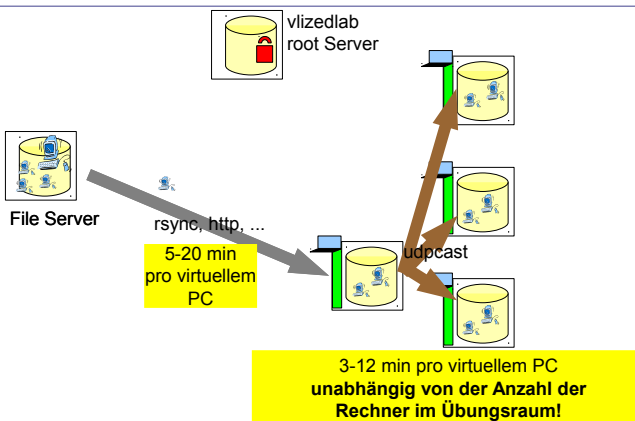 vlizedlab
root Server
File Server
rsync, http, ...
5-20 min
pro virtuellem
PC
udpcast
3-12 min pro virtuellem PC
unabhängig von der Anzahl der
Rechner im Übungsraum!